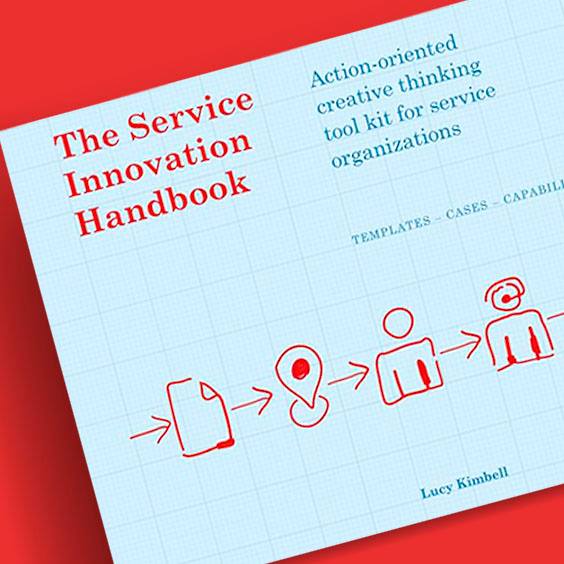 The Service
Innovation
Handbook
Action-oriented
creative thinking
tool kit for service
organizations
TEMPLATES – CASES –
Lucy Kimbell